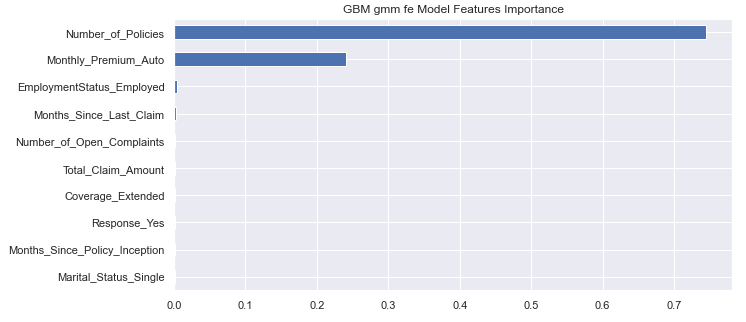 GBM gmm fe Model Features Importance
Number_of_Policies
Monthly_Premium_Auto
EmploymentStatus_Employed
Months_Since_Last_Claim
Number_of_Open_Complaints
Total_Claim_Amount
Coverage_Extended
Response_Yes
Months_Since_Policy_Inception
Marital_Status_Single
0.0 0.1 0.2 0.3 0.4 0.5 0.6 0.7